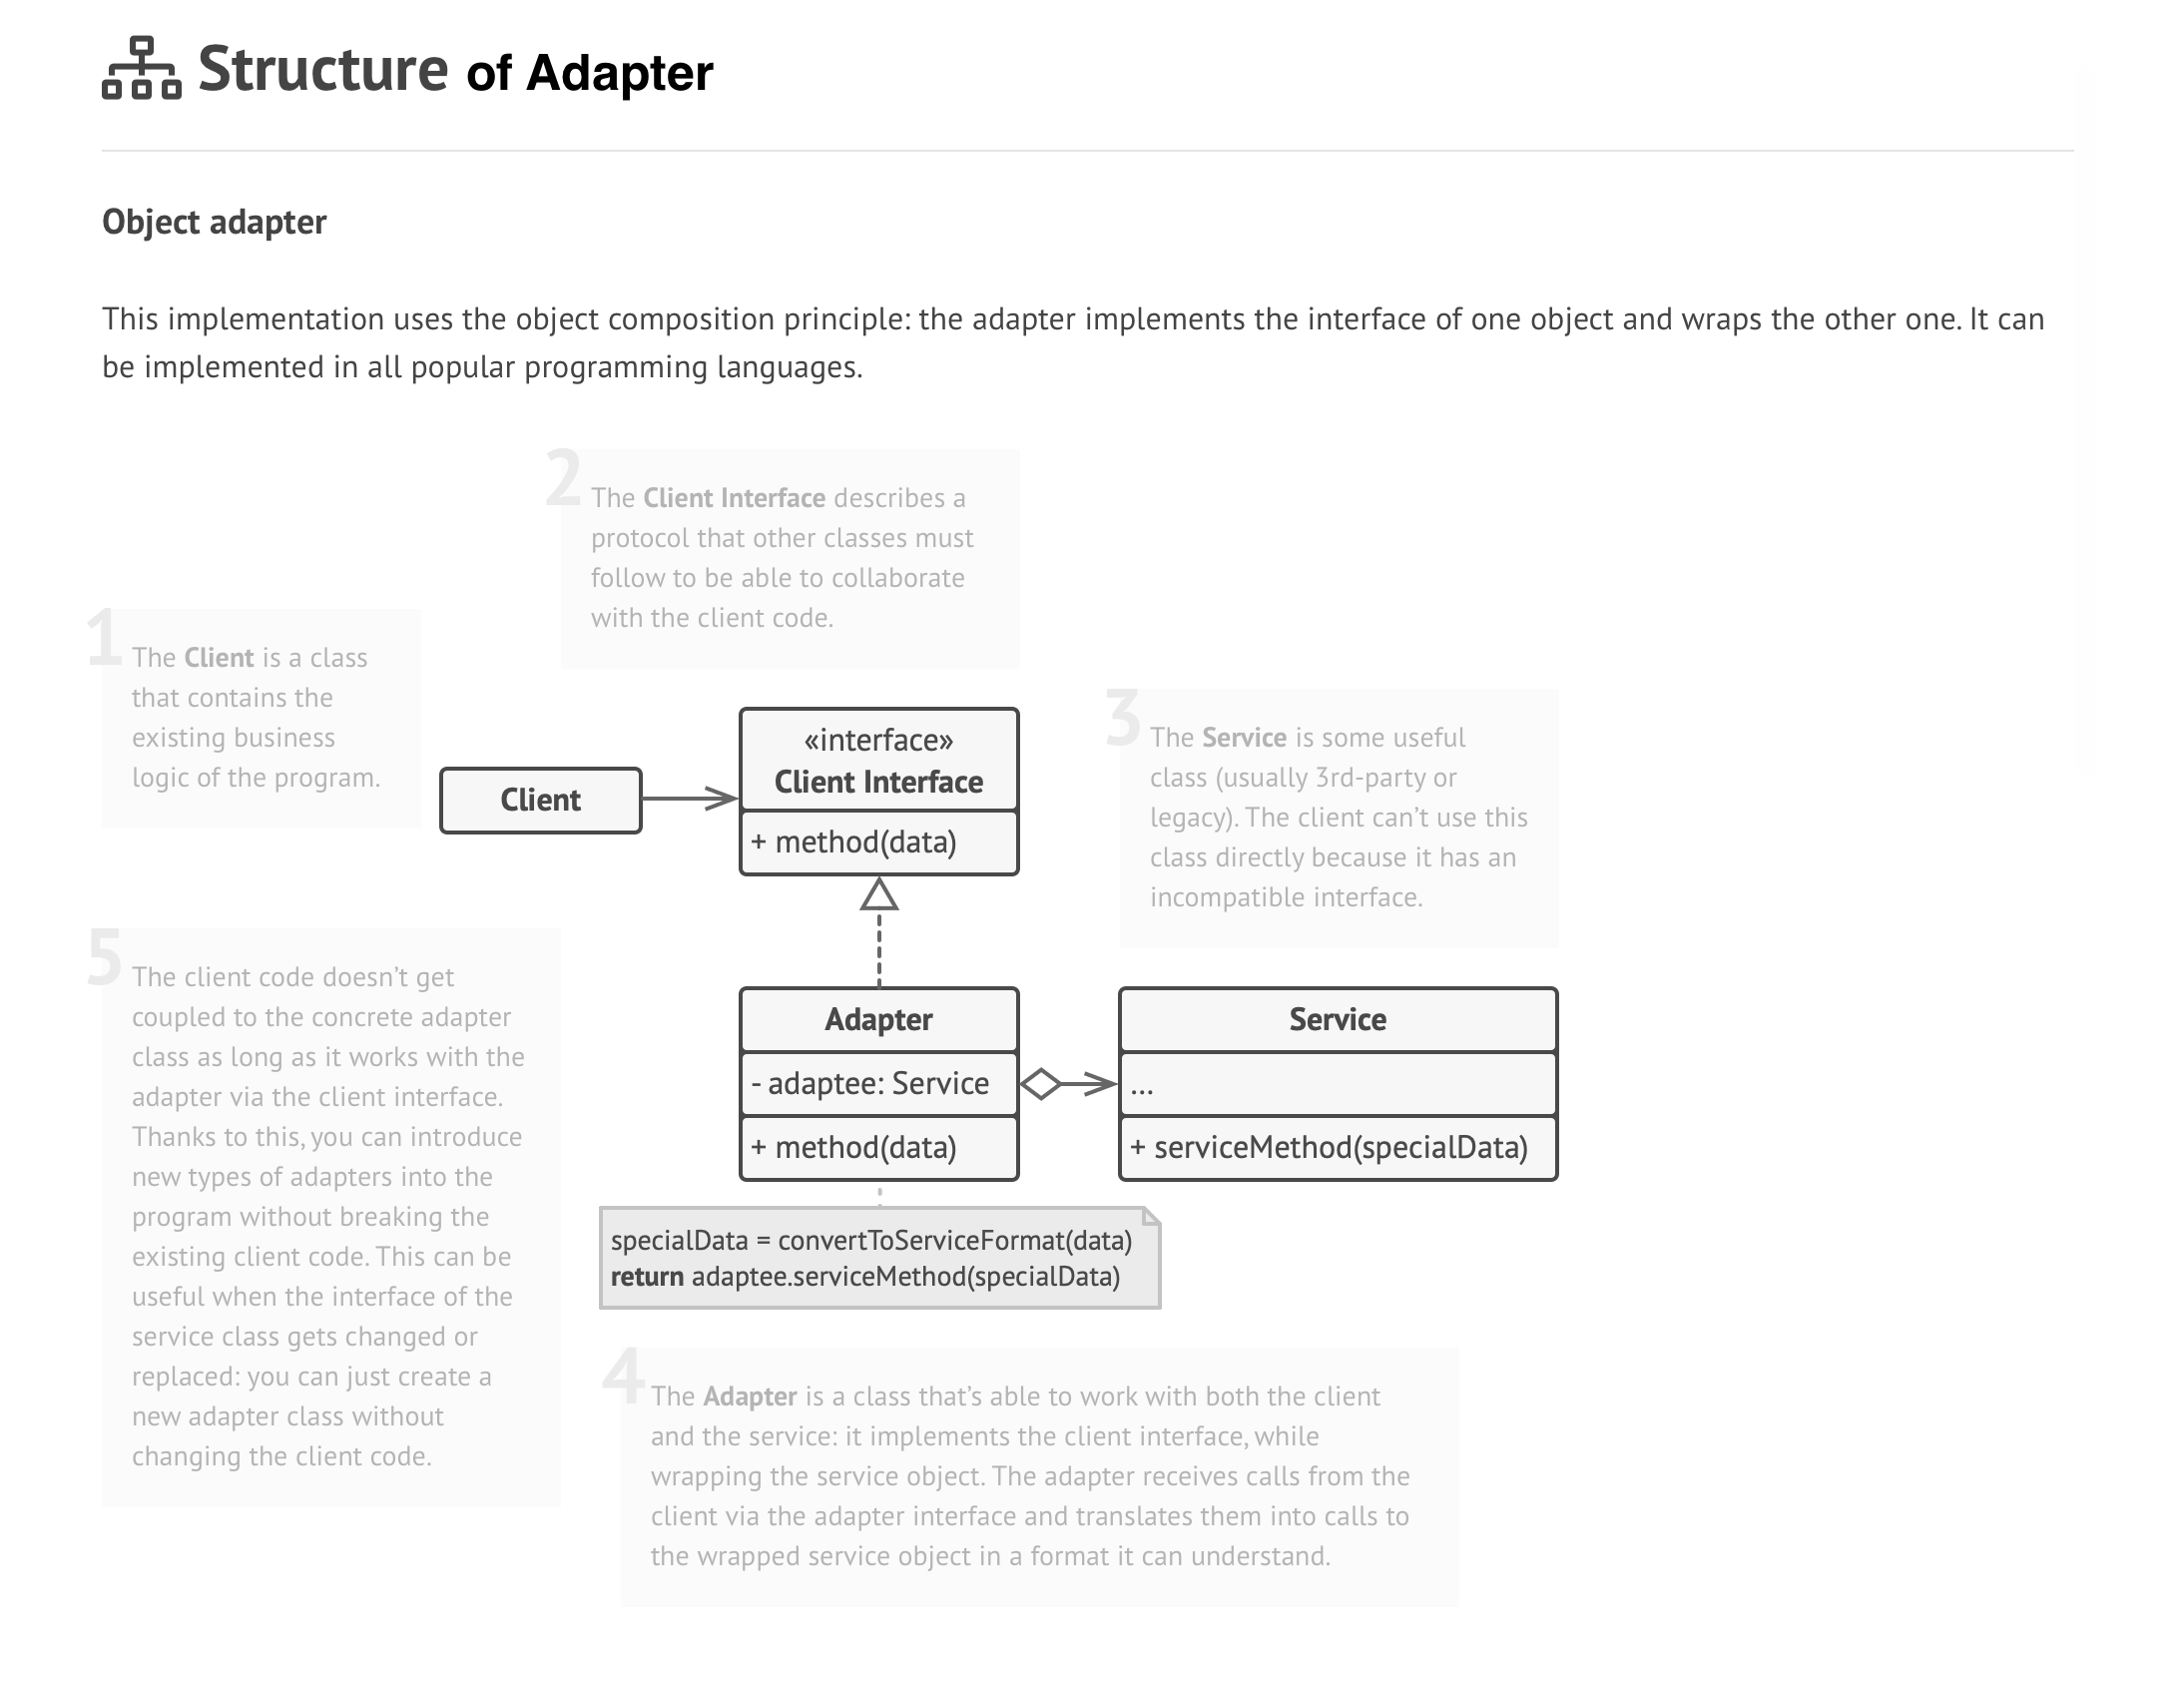 Structure of Adapter
Object adapter
This implementation uses the object composition principle: the adapter implements the interface of one object and wraps the other one. It can
be implemented in all popular programming languages.
1
The Client is a class
that contains the
existing business
logic of the program.
2
The Client Interface describes a
protocol that other classes must
follow to be able to collaborate
with the client code.
Client
«interface»
Client Interface
+ method(data)
3
The Service is some useful
class (usually 3rd-party or
legacy). The client can’t use this
class directly because it has an
incompatible interface.
Adapter
- adaptee: Service
+ method(data)
Service
...
+ serviceMethod(specialData)
specialData = convertToServiceFormat(data)
return adaptee.serviceMethod(specialData)
4
The Adapter is a class that’s able to work with both the client
and the service: it implements the client interface, while
wrapping the service object. The adapter receives calls from the
client via the adapter interface and translates them into calls to
the wrapped service object in a format it can understand.
5
The client code doesn’t get
coupled to the concrete adapter
class as long as it works with the
adapter via the client interface.
Thanks to this, you can introduce
new types of adapters into the
program without breaking the
existing client code. This can be
useful when the interface of the
service class gets changed or
replaced: you can just create a
new adapter class without
changing the client code.